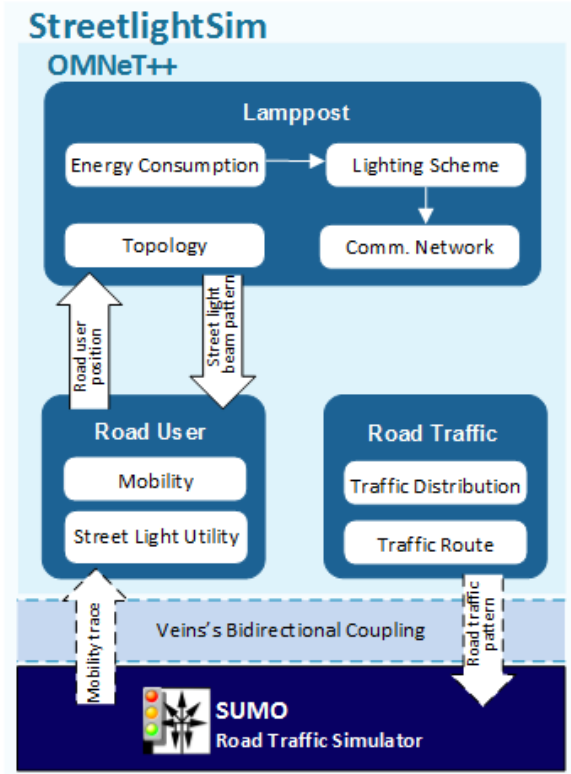 StreetlightSim
OMNeT++
Lamppost
Energy Consumption
Lighting Scheme
Topology
Comm. Network
Road user
position
Street light
beam pattern
Road User
Mobility
Street Light Utility
Road Traffic
Traffic Distribution
Traffic Route
Mobility trace
Veins's Bidirectional Coupling
Road traffic
pattern
SUMO
Road Traffic Simulator